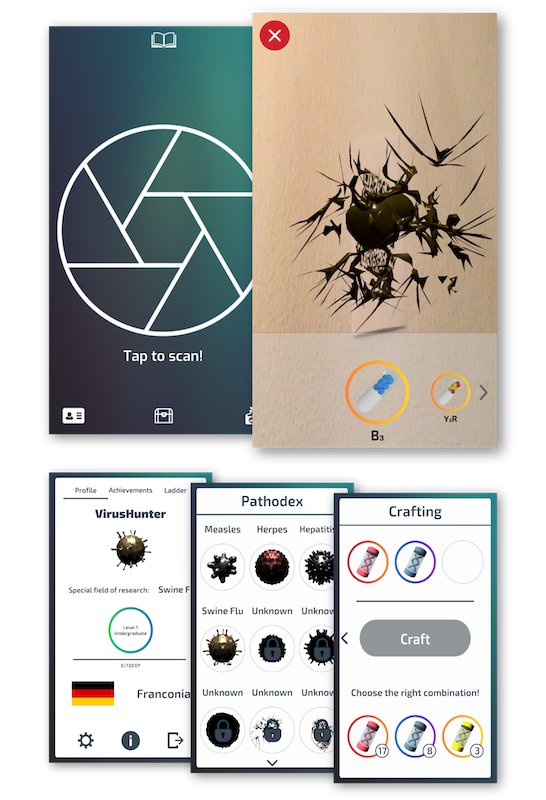 Tap to scan!
B₃
Y₂R
Profile Achievements Ladder
VirusHunter
Special field of research: Swine F
Level 1
Undergraduate
0/720 EP
Franconia
Pathodex
Measles Herpes Hepatitis
Swine Flu Unknown Unknow
Unknown Unknown Unknow
Crafting
Craft
Choose the right combination!
17 8 3